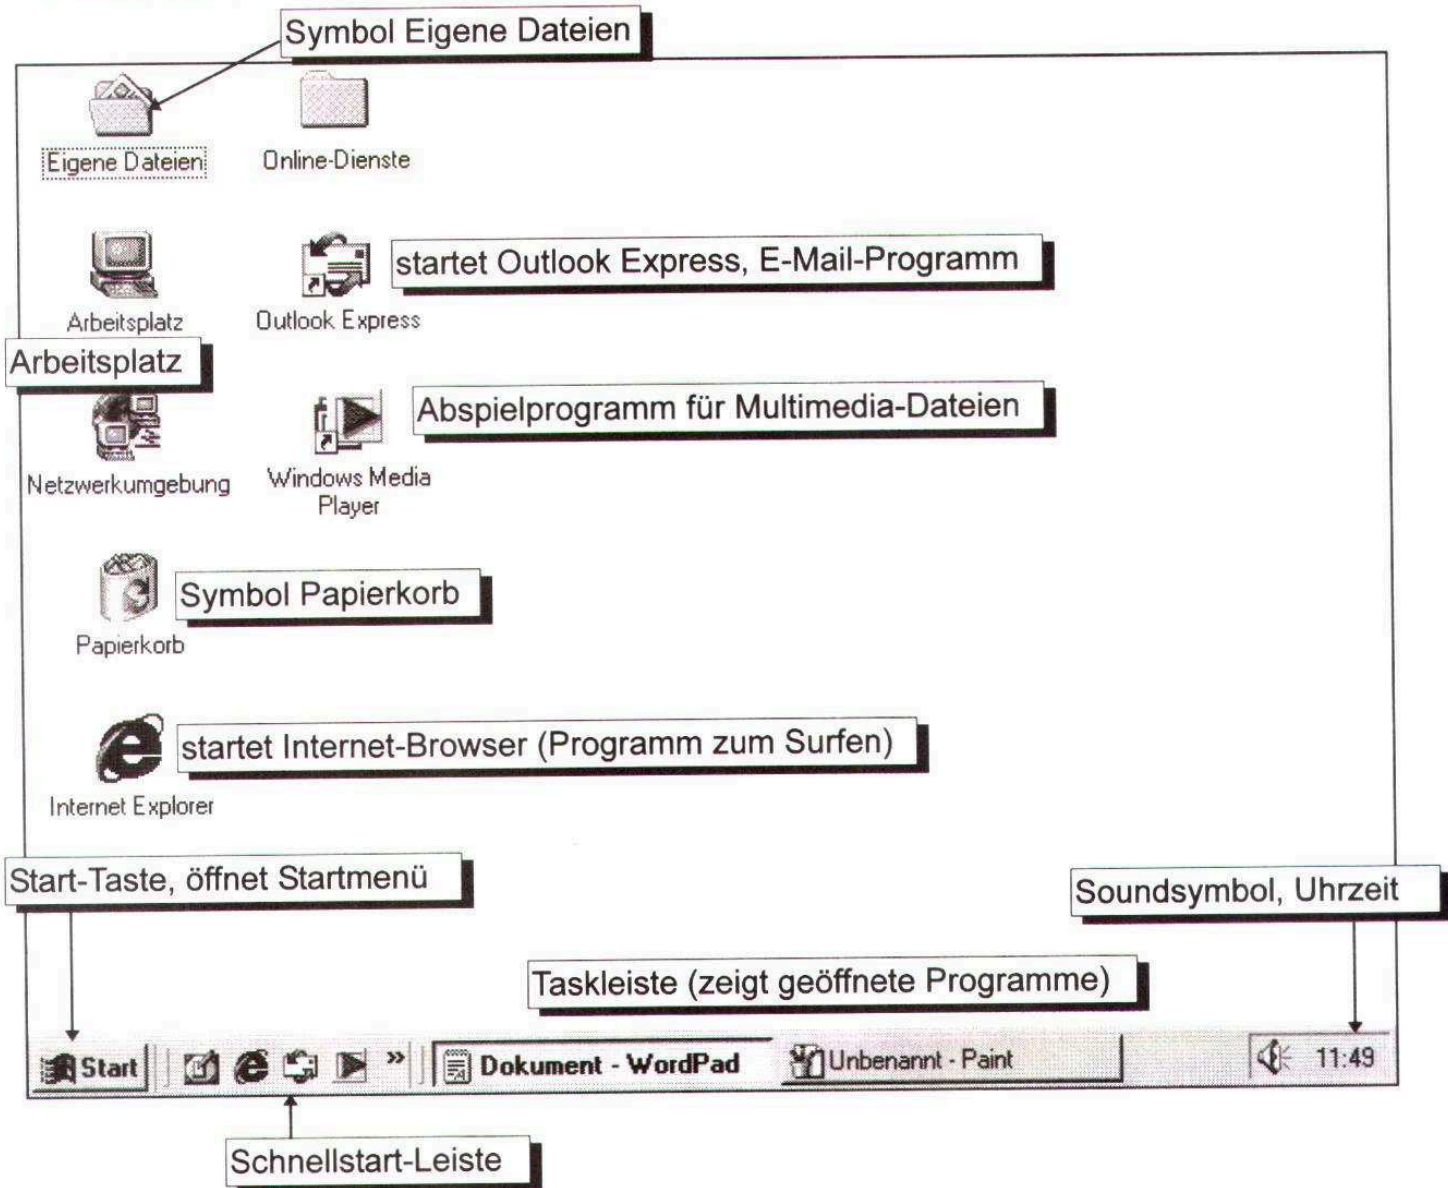 Symbol Eigene Dateien
Eigene Dateien
Online-Dienste
startet Outlook Express, E-Mail-Programm
Arbeitsplatz
Outlook Express
Arbeitsplatz
Abspielprogramm für Multimedia-Dateien
Netzwerkumgebung
Windows Media
Player
Symbol Papierkorb
Papierkorb
startet Internet-Browser (Programm zum Surfen)
Internet Explorer
Start-Taste, öffnet Startmenü
Soundsymbol, Uhrzeit
Taskleiste (zeigt geöffnete Programme)
Start
»
Dokument - WordPad
Unbenannt - Paint
11:49
Schnellstart-Leiste